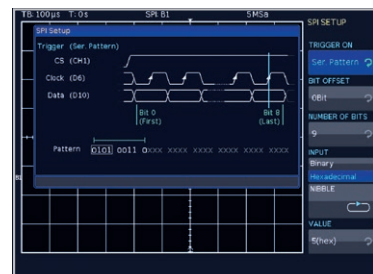 TB:100µs T:0s SPI B1 5MSa
SPI SETUP
SPI Setup
Trigger (Ser. Pattern)
CS (CH1)
Clock (D6)
Data (D10)
Bit 0
(First)
Bit 8
(Last)
Pattern 0101 0011 0xxx xxxx xxxx xxxx xxxx xxxx
B1
TRIGGER ON
Ser. Pattern
BIT OFFSET
0Bit
NUMBER OF BITS
9
INPUT
Binary
Hexadecimal
NIBBLE
VALUE
5(hex)